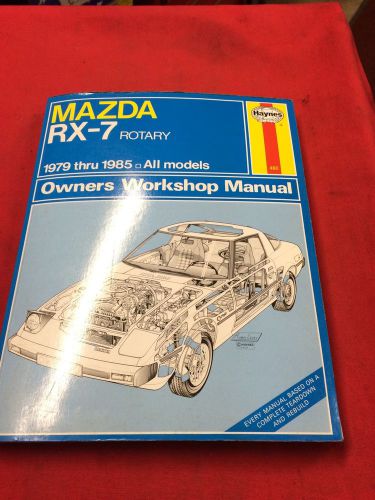 MAZDA
RX-7 ROTARY
Haynes
1979 thru 1985 □ All models
Owners Workshop Manual
EVERY MANUAL BASED ON A
COMPLETE TEARDOWN
AND REBUILD